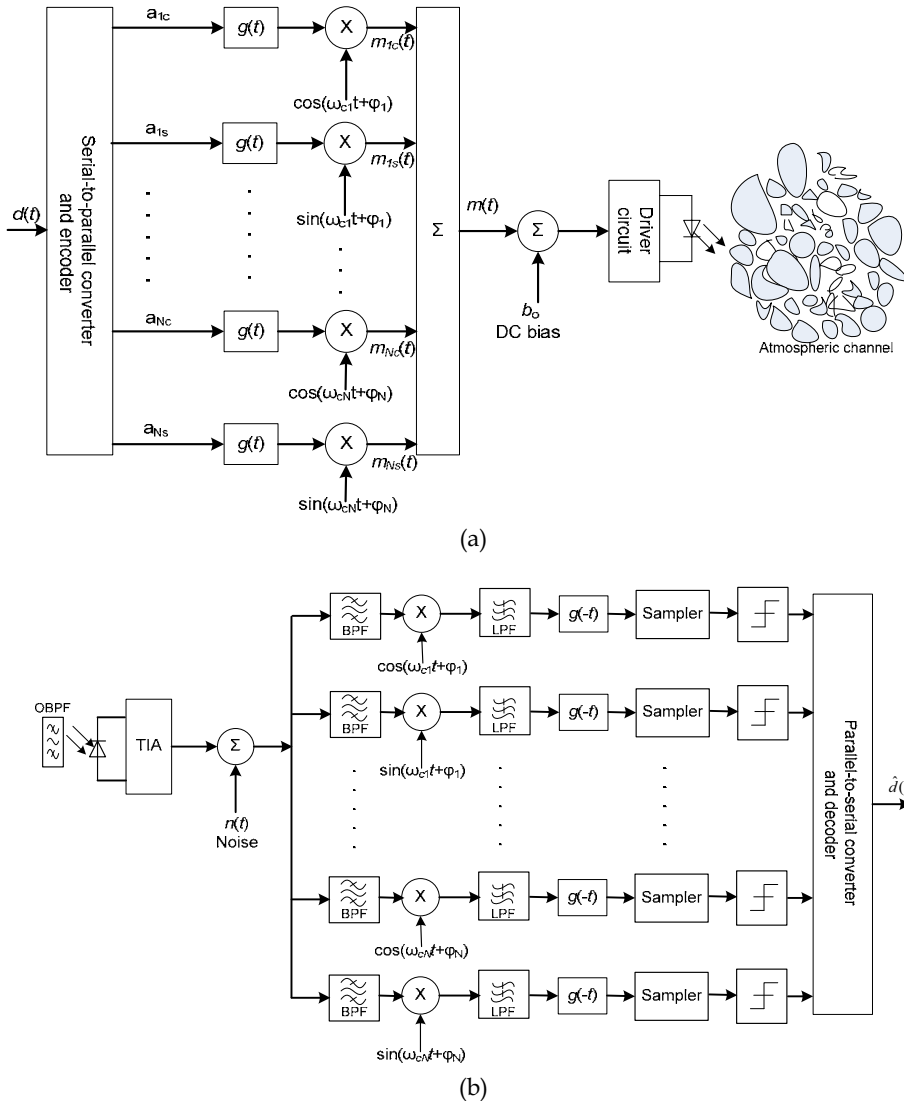 a1c
g(t)
X
m1c(t)
cos(ωc1t+φ1)
a1s
g(t)
X
m1s(t)
sin(ωc1t+φ1)
d(t)
Serial-to-parallel converter
and encoder
Σ
m(t)
Σ
bo
DC bias
Driver
circuit
Atmospheric channel
aNc
g(t)
X
mNc(t)
cos(ωcNt+φN)
aNs
g(t)
X
mNs(t)
sin(ωcNt+φN)
(a)
BPF
X
LPF
g(-t)
Sampler
cos(ωc1t+φ1)
OBPF
TIA
Σ
n(t)
Noise
BPF
X
LPF
g(-t)
Sampler
sin(ωc1t+φ1)
BPF
X
LPF
g(-t)
Sampler
cos(ωcNt+φN)
BPF
X
LPF
g(-t)
Sampler
sin(ωcNt+φN)
Parallel-to-serial converter
and decoder
d̂(
(b)